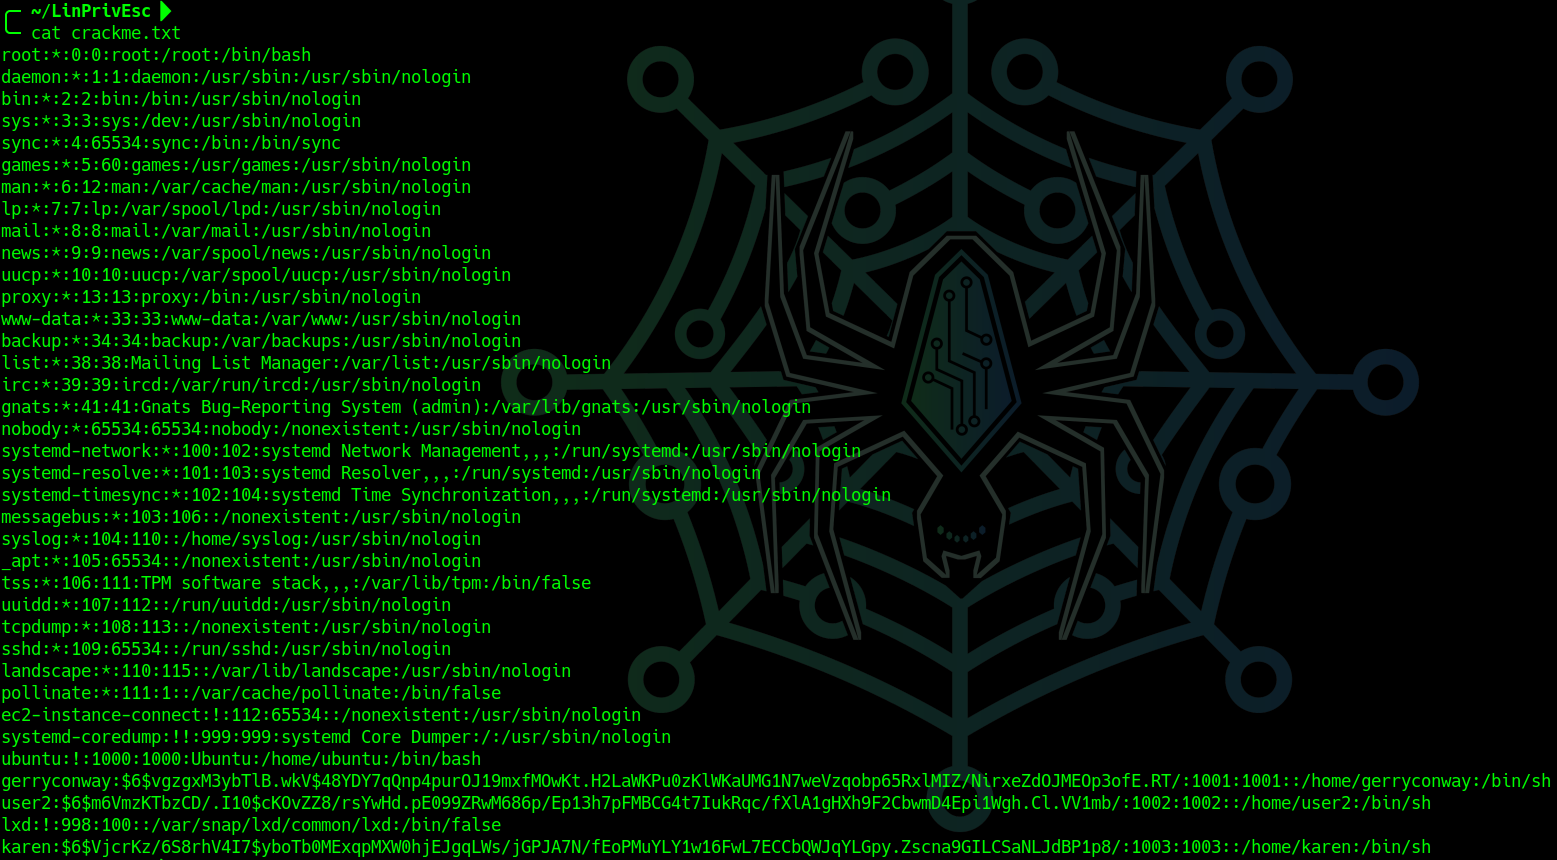 ~/LinPrivEsc
cat crackme.txt
root:*:0:0:root:/root:/bin/bash
daemon:*:1:1:daemon:/usr/sbin:/usr/sbin/nologin
bin:*:2:2:bin:/bin:/usr/sbin/nologin
sys:*:3:3:sys:/dev:/usr/sbin/nologin
sync:*:4:65534:sync:/bin:/bin/sync
games:*:5:60:games:/usr/games:/usr/sbin/nologin
man:*:6:12:man:/var/cache/man:/usr/sbin/nologin
lp:*:7:7:lp:/var/spool/lpd:/usr/sbin/nologin
mail:*:8:8:mail:/var/mail:/usr/sbin/nologin
news:*:9:9:news:/var/spool/news:/usr/sbin/nologin
uucp:*:10:10:uucp:/var/spool/uucp:/usr/sbin/nologin
proxy:*:13:13:proxy:/bin:/usr/sbin/nologin
www-data:*:33:33:www-data:/var/www:/usr/sbin/nologin
backup:*:34:34:backup:/var/backups:/usr/sbin/nologin
list:*:38:38:Mailing List Manager:/var/list:/usr/sbin/nologin
irc:*:39:39:ircd:/var/run/ircd:/usr/sbin/nologin
gnats:*:41:41:Gnats Bug-Reporting System (admin):/var/lib/gnats:/usr/sbin/nologin
nobody:*:65534:65534:nobody:/nonexistent:/usr/sbin/nologin
systemd-network:*:100:102:systemd Network Management,,,:/run/systemd:/usr/sbin/nologin
systemd-resolve:*:101:103:systemd Resolver,,,:/run/systemd:/usr/sbin/nologin
systemd-timesync:*:102:104:systemd Time Synchronization,,,:/run/systemd:/usr/sbin/nologin
messagebus:*:103:106::/nonexistent:/usr/sbin/nologin
syslog:*:104:110::/home/syslog:/usr/sbin/nologin
_apt:*:105:65534::/nonexistent:/usr/sbin/nologin
tss:*:106:111:TPM software stack,,,:/var/lib/tpm:/bin/false
uuidd:*:107:112::/run/uuidd:/usr/sbin/nologin
tcpdump:*:108:113::/nonexistent:/usr/sbin/nologin
sshd:*:109:65534::/run/sshd:/usr/sbin/nologin
landscape:*:110:115::/var/lib/landscape:/usr/sbin/nologin
pollinate:*:111:1::/var/cache/pollinate:/bin/false
ec2-instance-connect:!:112:65534::/nonexistent:/usr/sbin/nologin
systemd-coredump:!!:999:999:systemd Core Dumper:/:/usr/sbin/nologin
ubuntu:!:1000:1000:Ubuntu:/home/ubuntu:/bin/bash
gerryconway:$6$vgzgxM3ybTlB.wkV$48YDY7qQnp4purOJ19mxfMOwKt.H2LaWKPu0zKlWKaUMG1N7weVzqobp65RxlMIZ/NirxeZdOJMEOp3ofE.RT/:1001:1001::/home/gerryconway:/bin/sh
user2:$6$m6VmzKTbzCD/.I10$cKOvZZ8/rsYwHd.pE099ZRwM686p/Ep13h7pFMBCG4t7IukRqc/fXlA1gHXh9F2CbwmD4Epi1Wgh.Cl.VV1mb/:1002:1002::/home/user2:/bin/sh
lxd:!:998:100::/var/snap/lxd/common/lxd:/bin/false
karen:$6$VjcrKz/6S8rhV4I7$yboTb0MExqpMXW0hjEJgqLWs/jGPJA7N/fEoPMuYLY1w16FwL7ECCbQWJqYLGpy.Zscna9GILCSaNLJdBP1p8/:1003:1003::/home/karen:/bin/sh